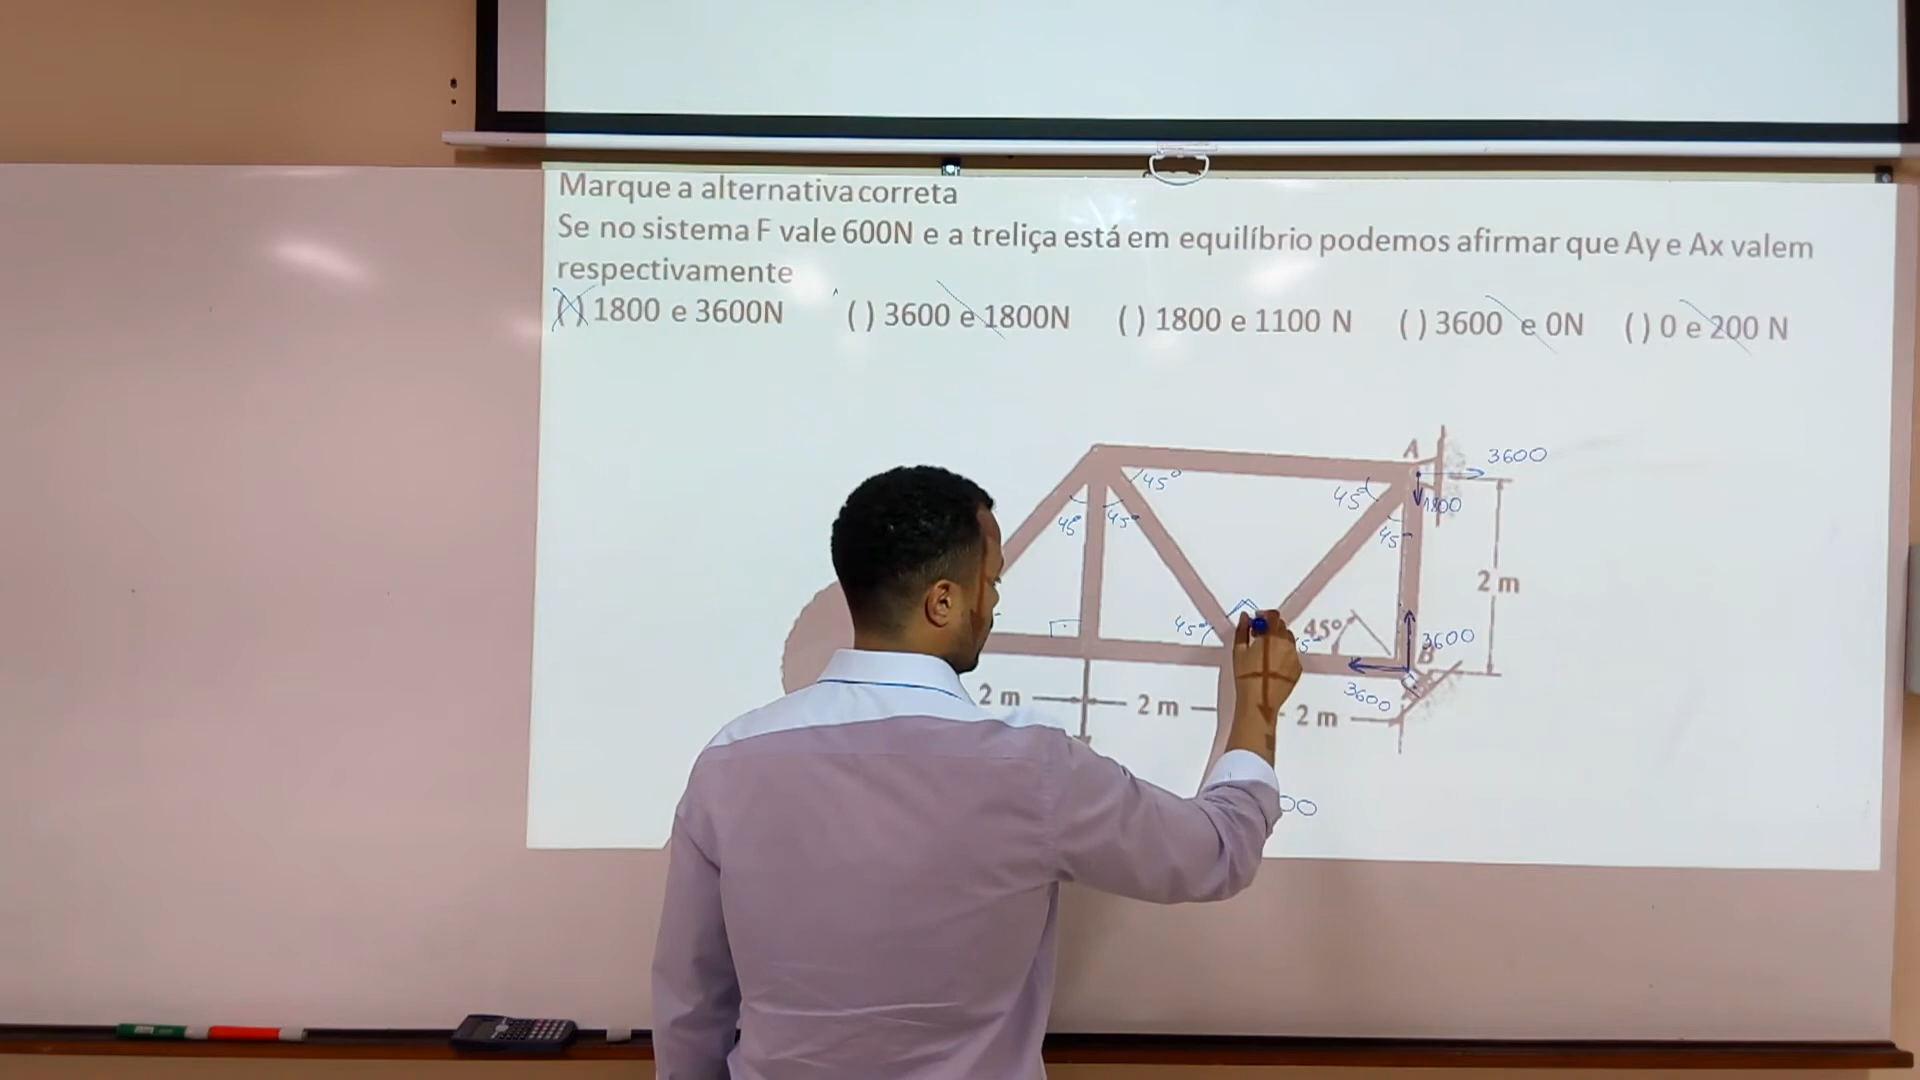 Marque a alternativa correta
Se no sistema F vale 600N e a treliça está em equilíbrio podemos afirmar que Ay e Ax valem
respectivamente
( ) 1800 e 3600N ( ) 3600 e 1800N ( ) 1800 e 1100 N ( ) 3600 e 0N ( ) 0 e 200 N
A 3600
45° 45° 1800
45° 45° 45
2 m
45° 45° 3600
B
3600
2 m 2 m 2 m
00